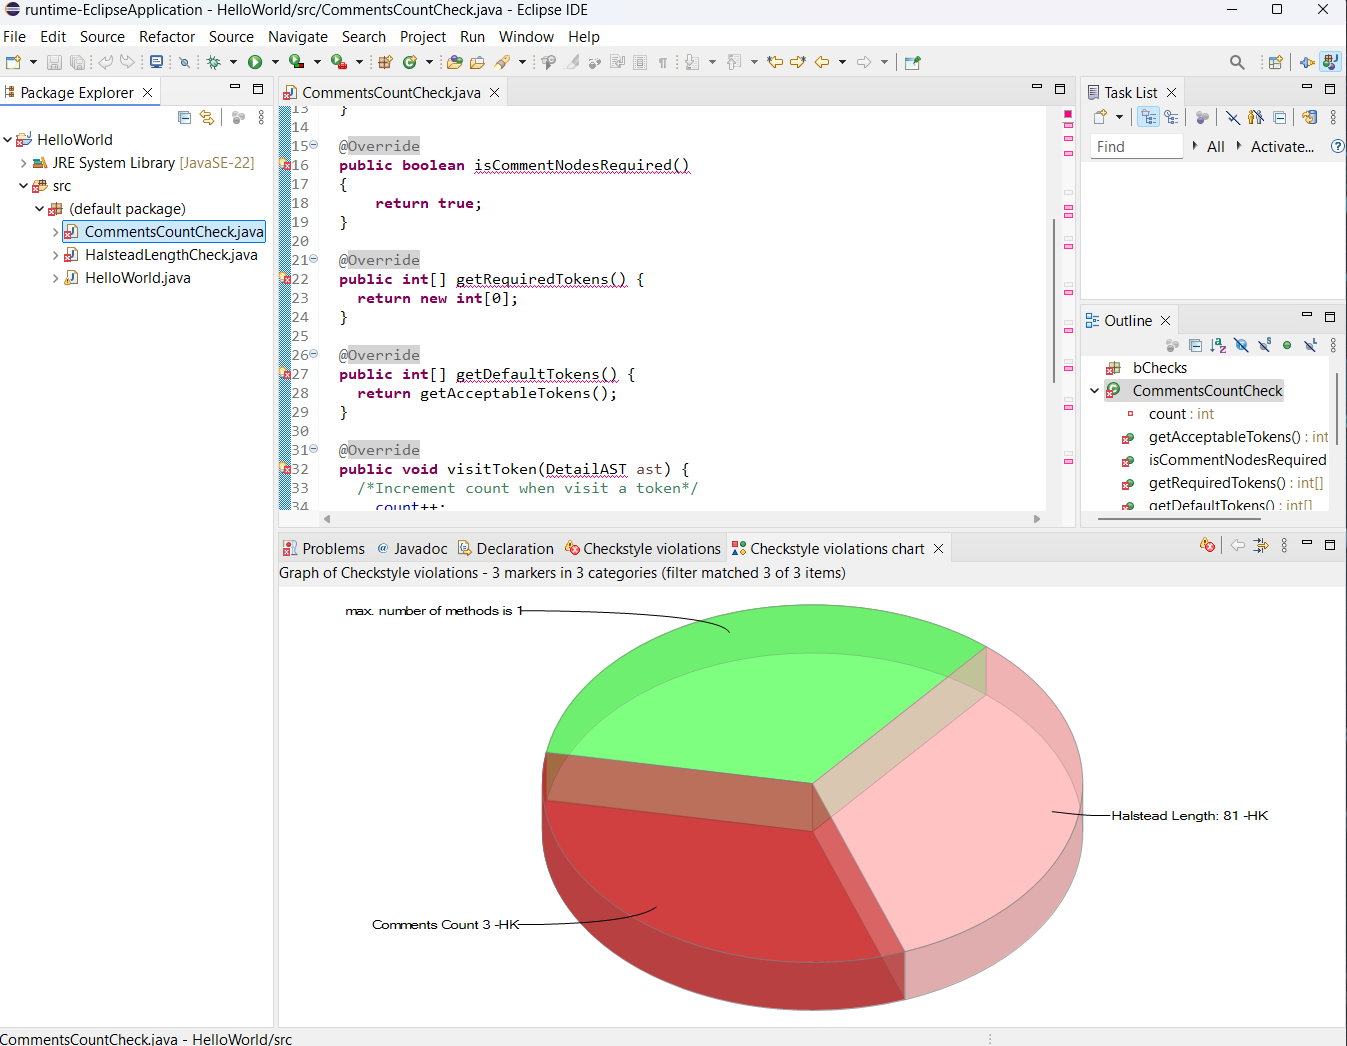 runtime-EclipseApplication - HelloWorld/src/CommentsCountCheck.java - Eclipse IDE
File Edit Source Refactor Source Navigate Search Project Run Window Help
Package Explorer
HelloWorld
JRE System Library [JavaSE-22]
src
(default package)
CommentsCountCheck.java
HalsteadLengthCheck.java
HelloWorld.java
CommentsCountCheck.java
13 }
14
15 @Override
16 public boolean isCommentNodesRequired()
17 {
18 return true;
19 }
20
21 @Override
22 public int[] getRequiredTokens() {
23 return new int[0];
24 }
25
26 @Override
27 public int[] getDefaultTokens() {
28 return getAcceptableTokens();
29 }
30
31 @Override
32 public void visitToken(DetailAST ast) {
33 /*Increment count when visit a token*/
34 count++;
Task List
Find All Activate...
Outline
bChecks
CommentsCountCheck
count : int
getAcceptableTokens() : int
isCommentNodesRequired
getRequiredTokens() : int[]
getDefaultTokens() : int[]
Problems Javadoc Declaration Checkstyle violations Checkstyle violations chart
Graph of Checkstyle violations - 3 markers in 3 categories (filter matched 3 of 3 items)
max. number of methods is 1
Halstead Length: 81 -HK
Comments Count 3 -HK
CommentsCountCheck.java - HelloWorld/src